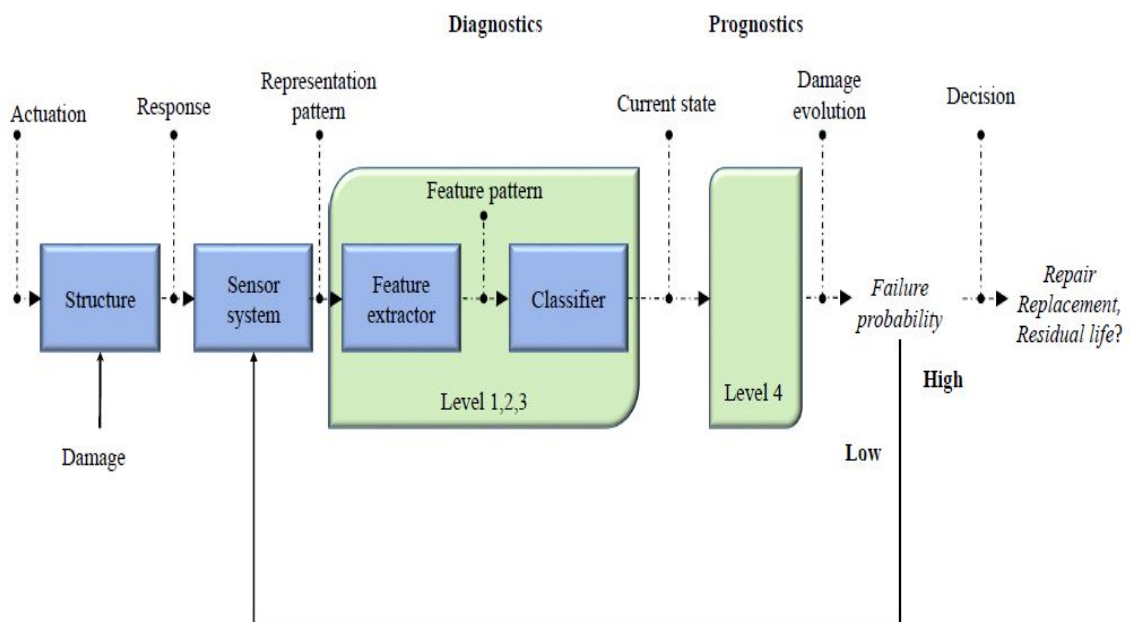 Diagnostics
Prognostics
Actuation
Response
Representation
pattern
Current state
Damage
evolution
Decision
Feature pattern
Structure
Sensor
system
Feature
extractor
Classifier
Failure
probability
Repair
Replacement,
Residual life?
Level 1,2,3
Level 4
High
Low
Damage